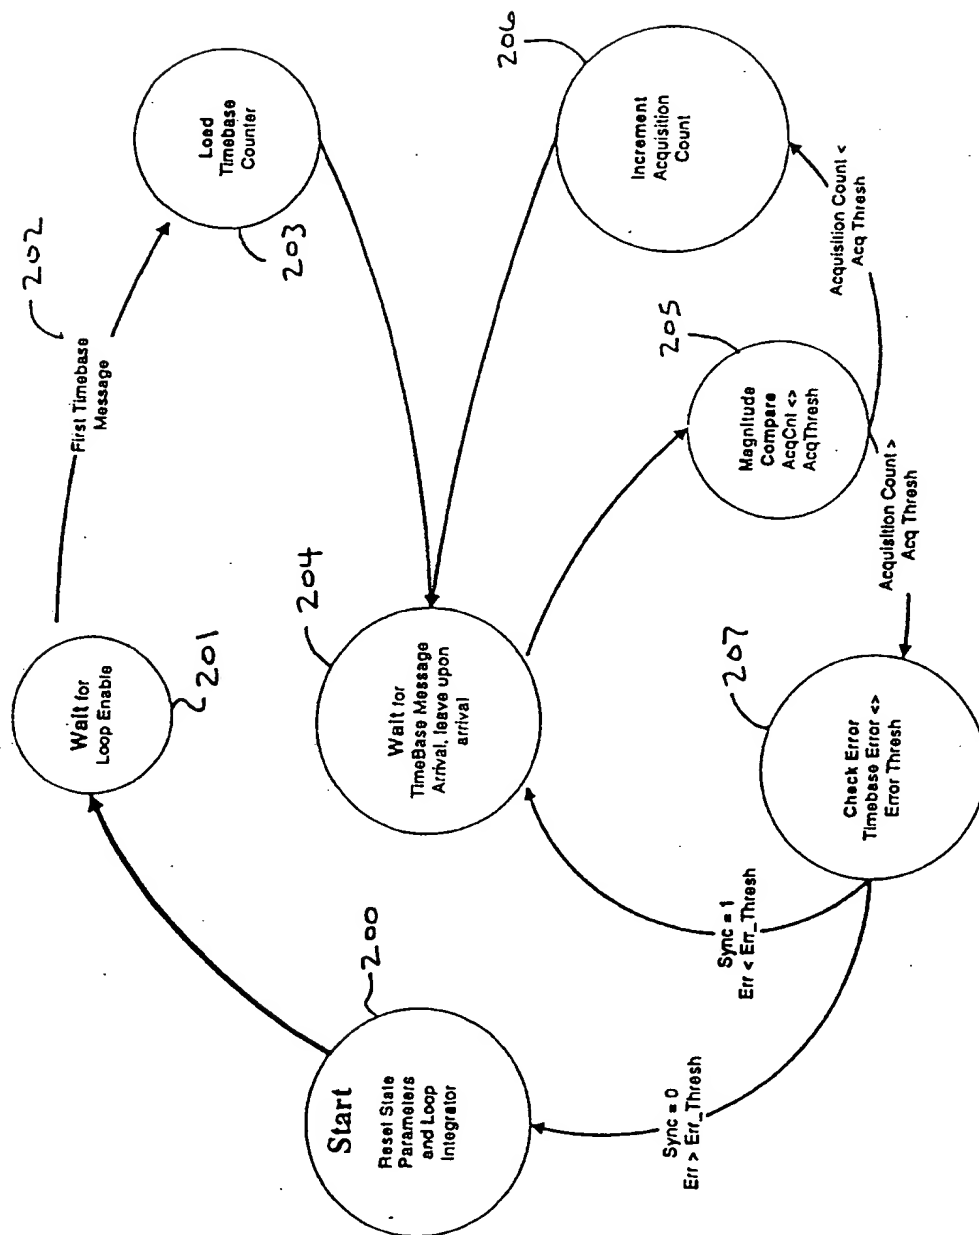 Start
Reset State
Parameters
and Loop
Integrator
200
Wait for
Loop Enable
201
First Timebase
Message
202
Load
Timebase
Counter
203
Wait for
TimeBase Message
Arrival, leave upon
arrival
204
Magnitude
Compare
AcqCnt <>
AcqThresh
205
Acquisition Count <
Acq Thresh
Increment
Acquisition
Count
206
Acquisition Count >
Acq Thresh
Check Error
Timebase Error <>
Error Thresh
207
Sync = 1
Err < Err_Thresh
Sync = 0
Err > Err_Thresh